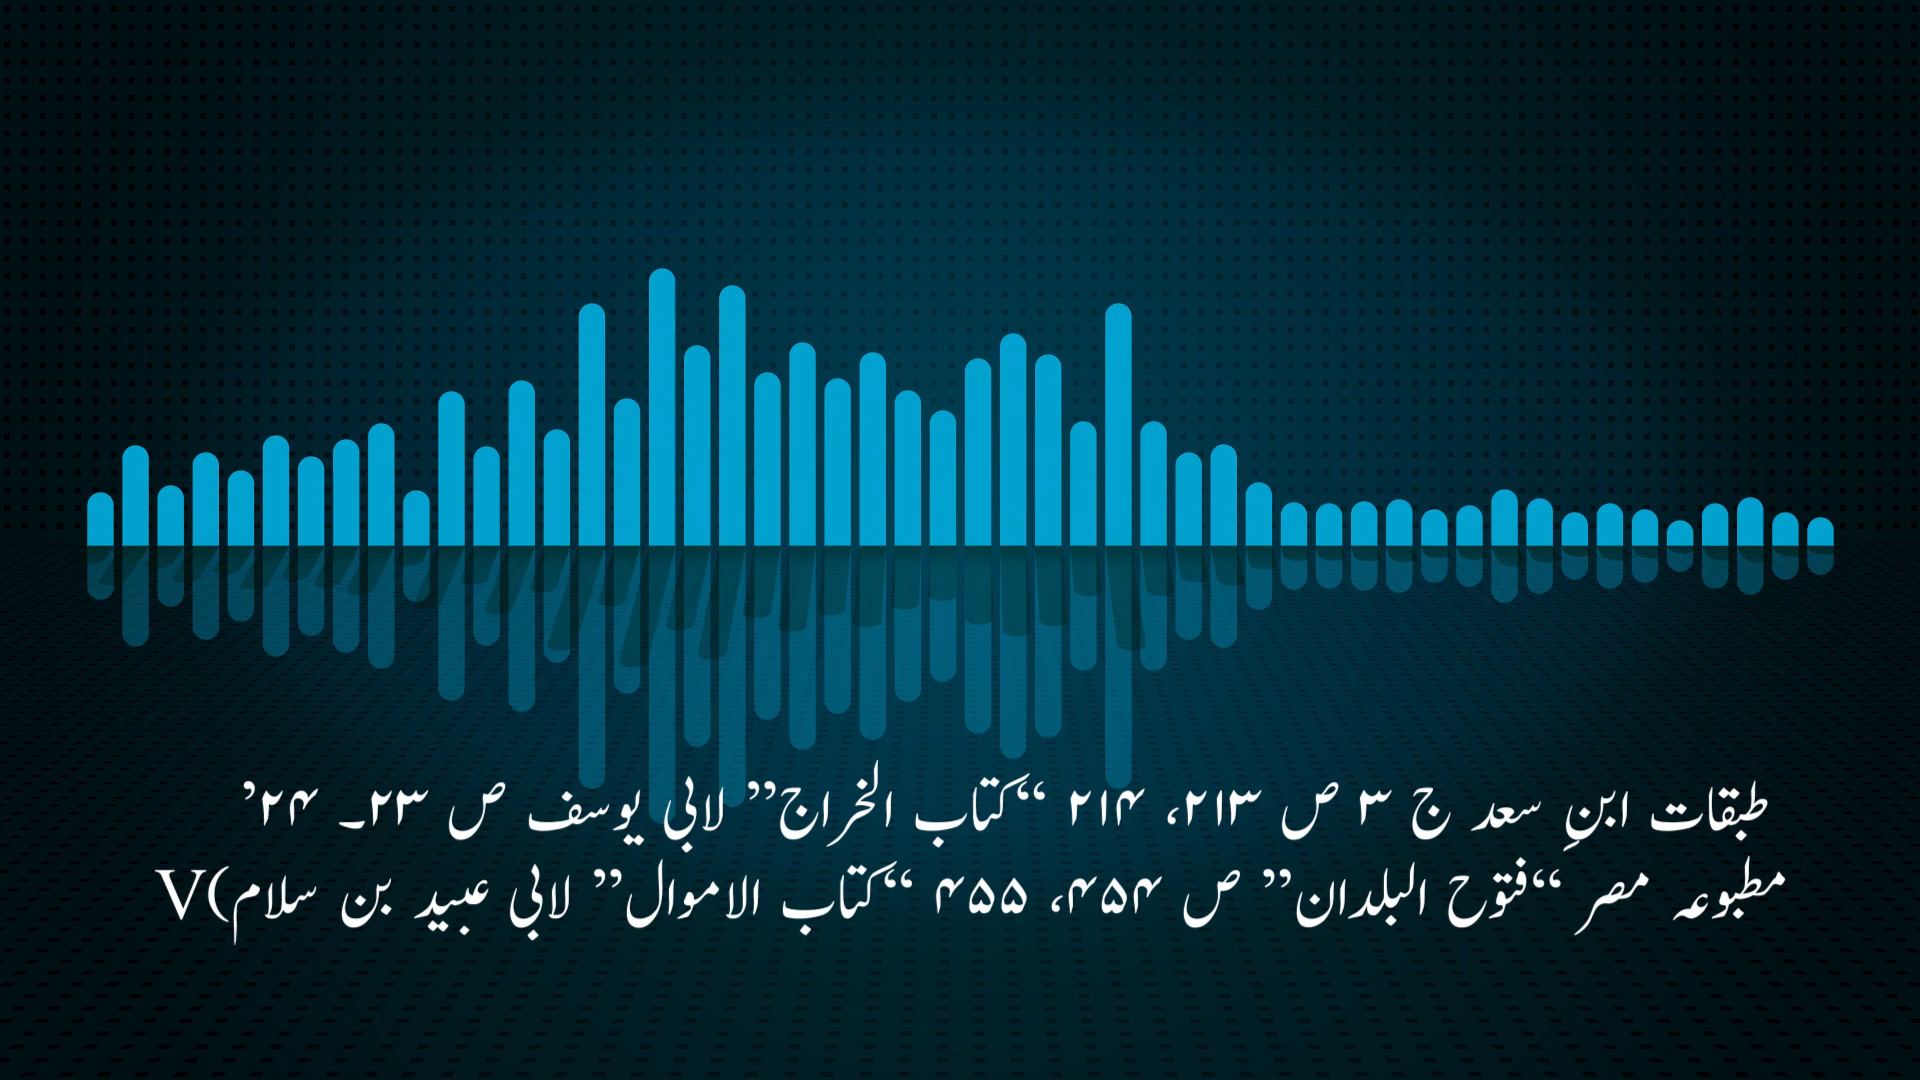 طبقات ابنِ سعد ج ۳ ص ۲۱۳، ۲۱۴ “کتاب الخراج” لابی یوسف ص ۲۳۔ ۲۴’
مطبوعہ مصر “فتوح البلدان” ص ۴۵۴، ۴۵۵ “کتاب الاموال” لابی عبید بن سلام)V